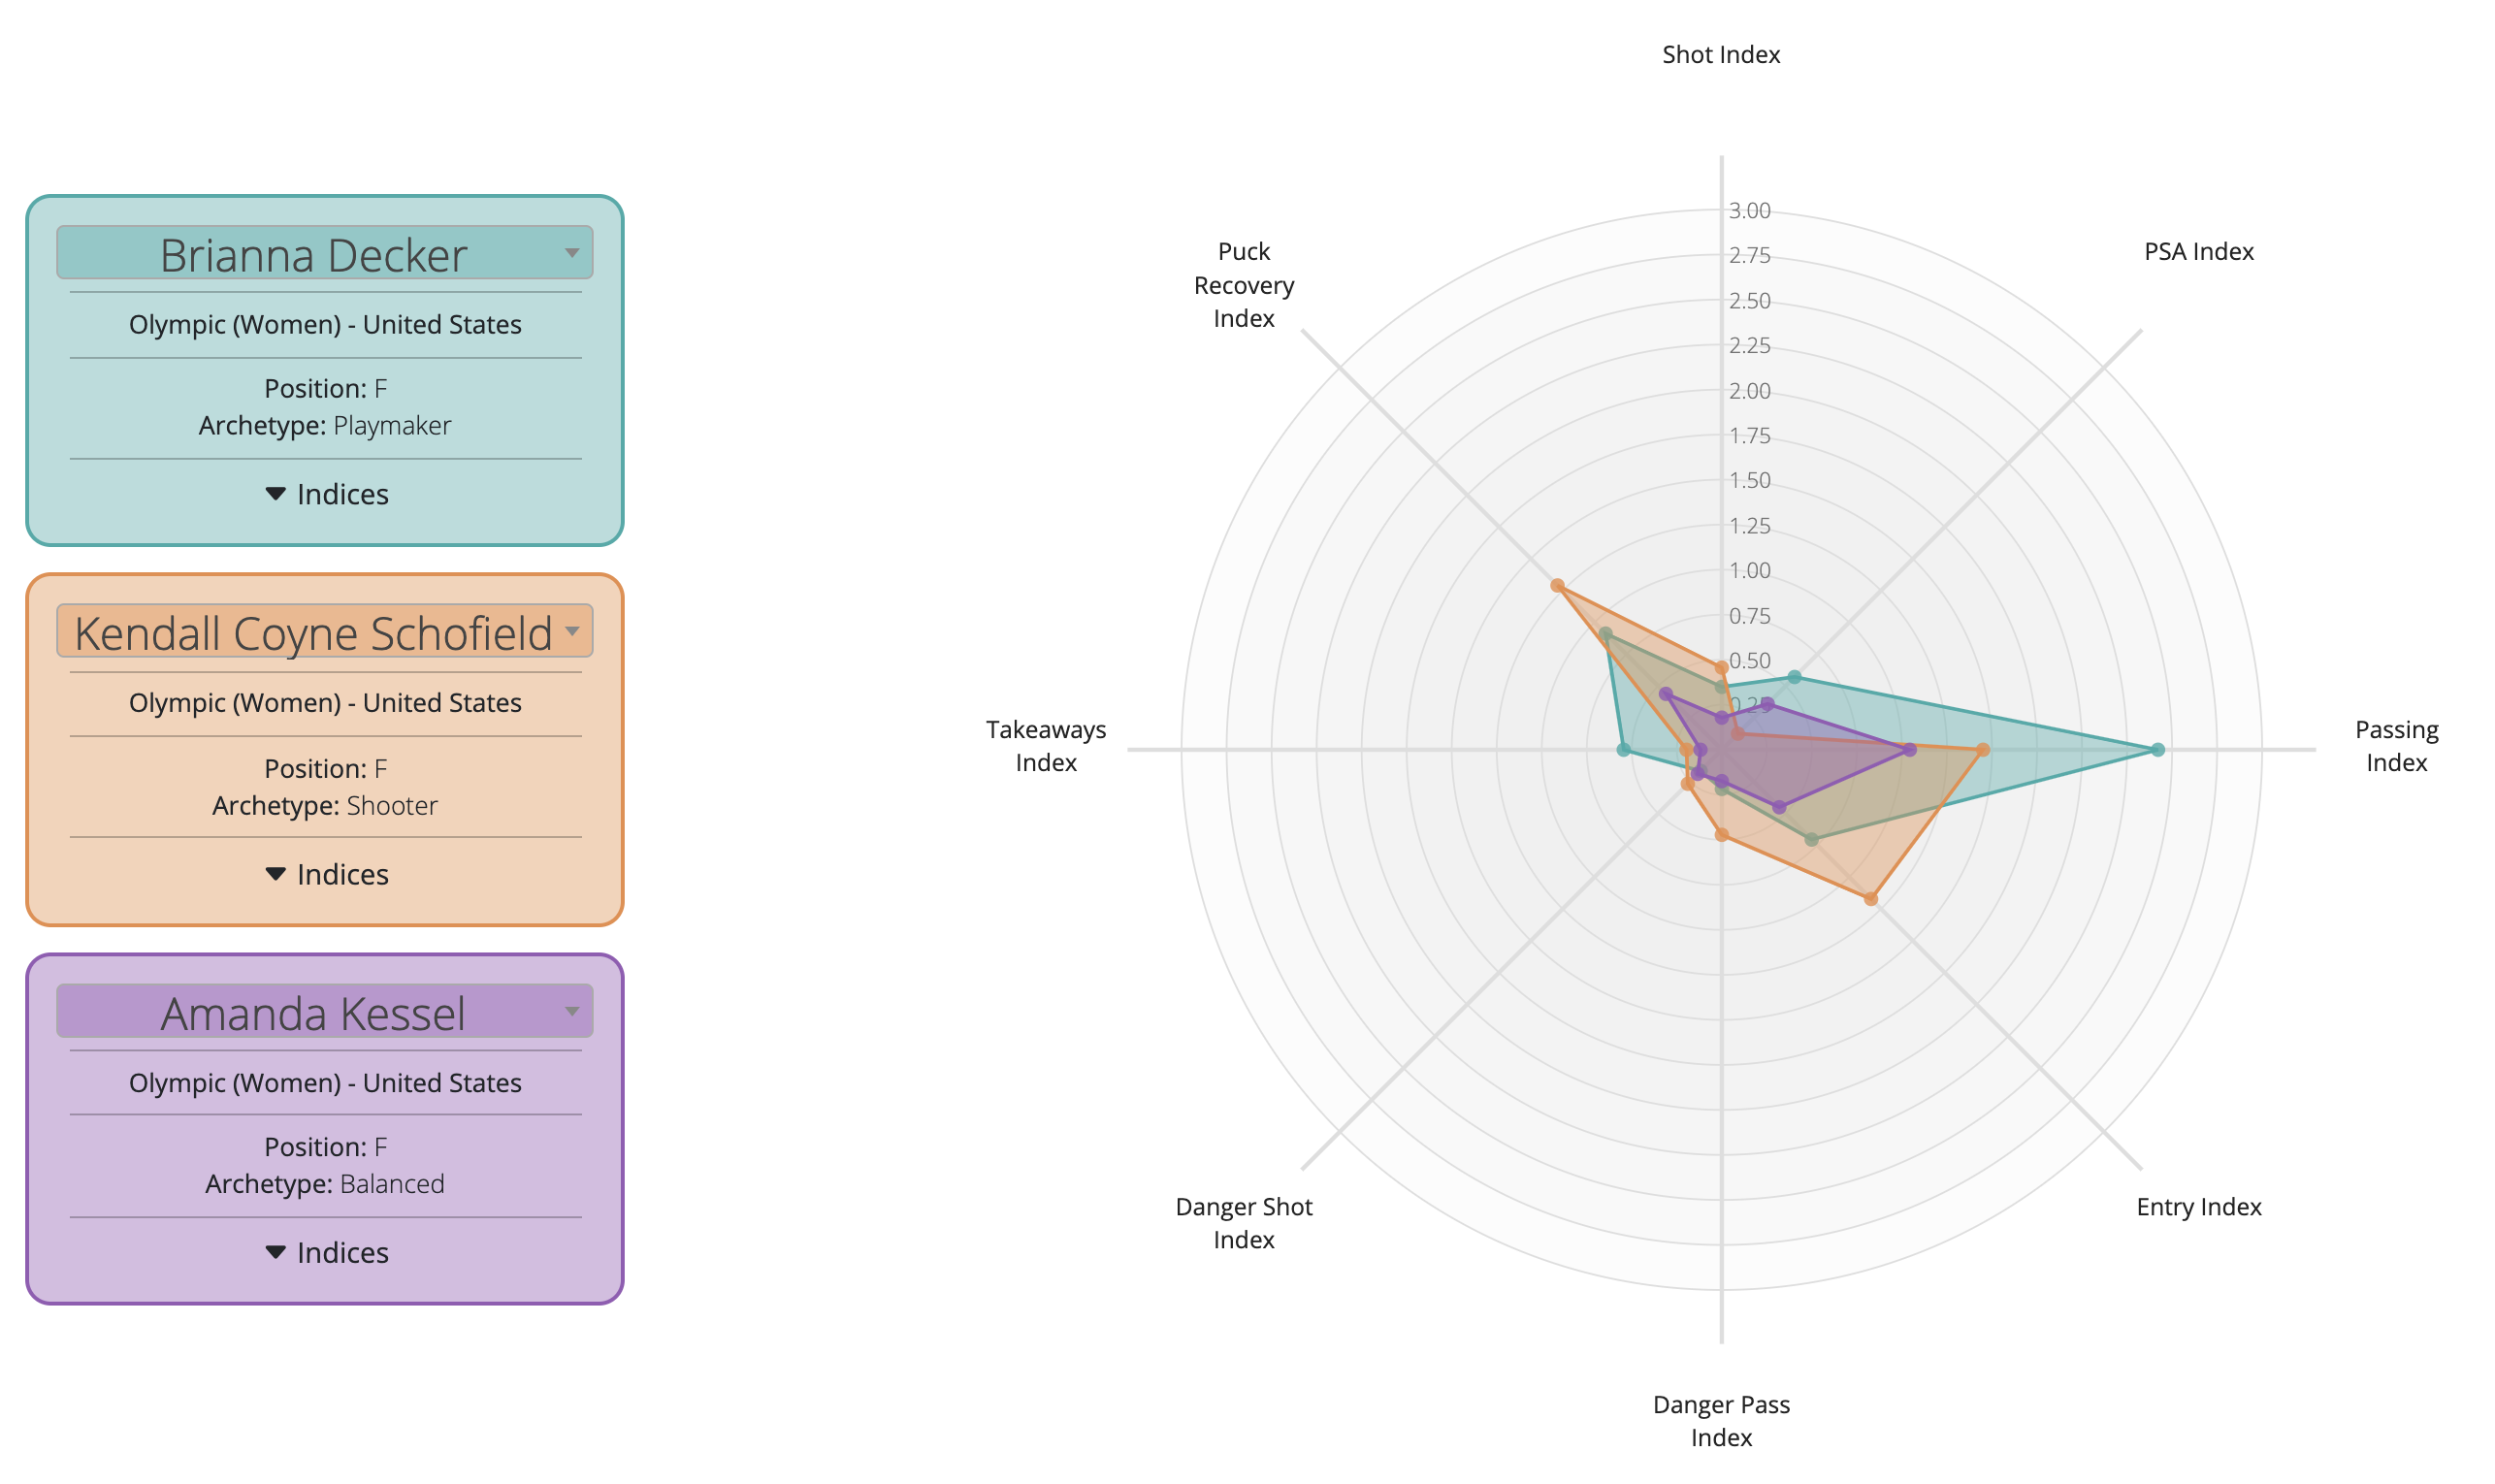 Brianna Decker
Olympic (Women) - United States
Position: F
Archetype: Playmaker
Indices
Kendall Coyne Schofield
Olympic (Women) - United States
Position: F
Archetype: Shooter
Indices
Amanda Kessel
Olympic (Women) - United States
Position: F
Archetype: Balanced
Indices
Shot Index
PSA Index
Passing
Index
Entry Index
Danger Pass
Index
Danger Shot
Index
Takeaways
Index
Puck
Recovery
Index
3.00
2.75
2.50
2.25
2.00
1.75
1.50
1.25
1.00
0.75
0.50
0.25